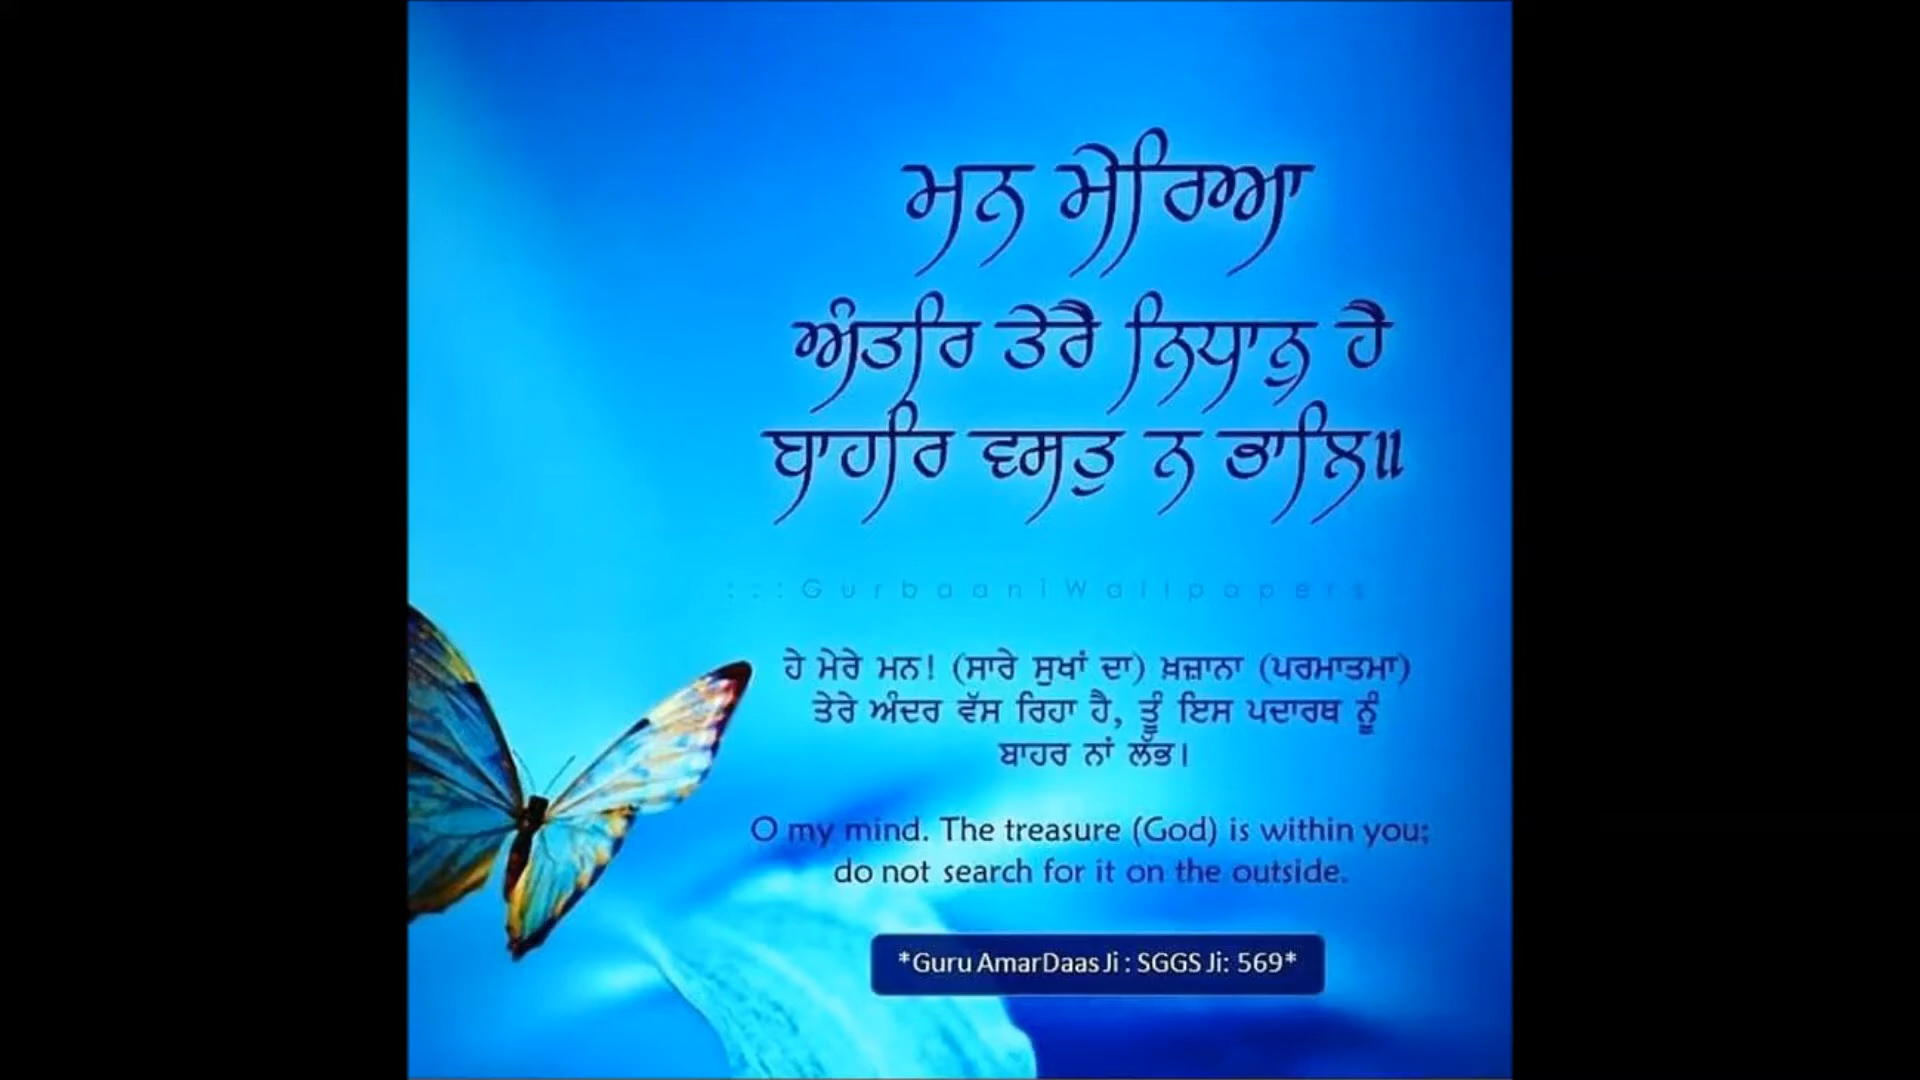 ਮਨ ਮੇਰਿਆ
ਅੰਤਰਿ ਤੇਰੈ ਨਿਧਾਨੁ ਹੈ
ਬਾਹਰਿ ਵਸਤੁ ਨ ਭਾਲਿ॥
:::GurbaaniWallpapers
ਹੇ ਮੇਰੇ ਮਨ! (ਸਾਰੇ ਸੁਖਾਂ ਦਾ) ਖ਼ਜ਼ਾਨਾ (ਪਰਮਾਤਮਾ)
ਤੇਰੇ ਅੰਦਰ ਵੱਸ ਰਿਹਾ ਹੈ, ਤੂੰ ਇਸ ਪਦਾਰਥ ਨੂੰ
ਬਾਹਰ ਨਾਂ ਲੱਭ।
O my mind. The treasure (God) is within you;
do not search for it on the outside.
*Guru AmarDaas Ji : SGGS Ji: 569*